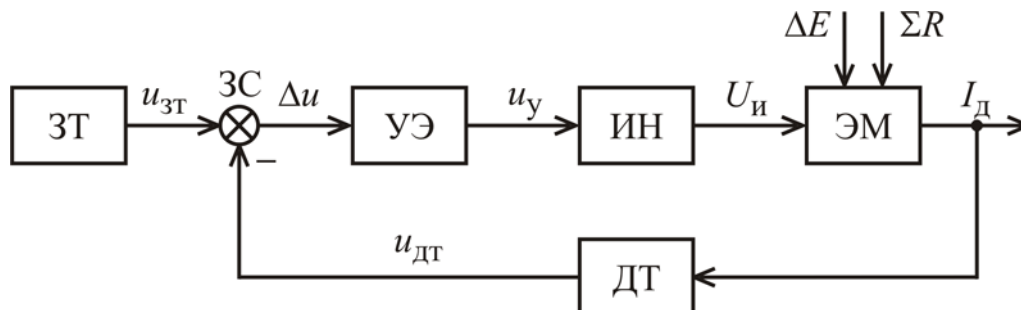 ΔE ΣR
ЗС
u_зт Δu u_у U_и I_д
ЗТ УЭ ИН ЭМ
−
u_дт
ДТ